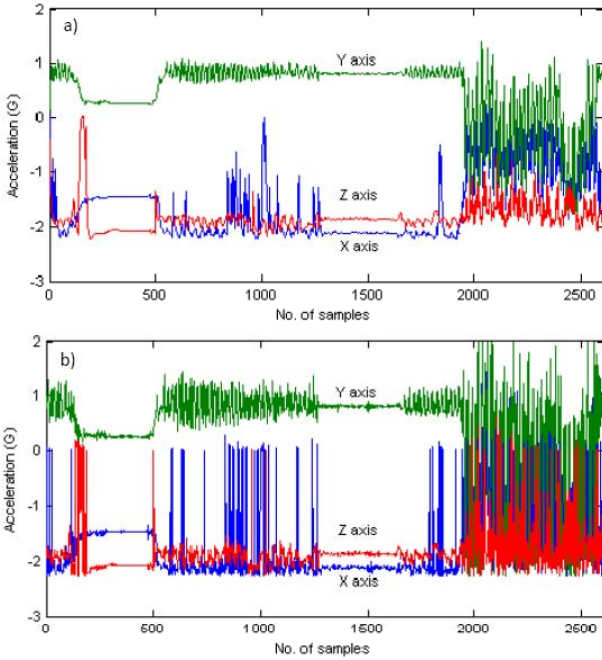 2
a)
Y axis
1
0
Acceleration (G)
-1
Z axis
-2
X axis
-3
0 500 1000 1500 2000 2500
No. of samples
2
b)
Y axis
1
0
Acceleration (G)
-1
Z axis
-2
X axis
-3
0 500 1000 1500 2000 2500
No. of samples